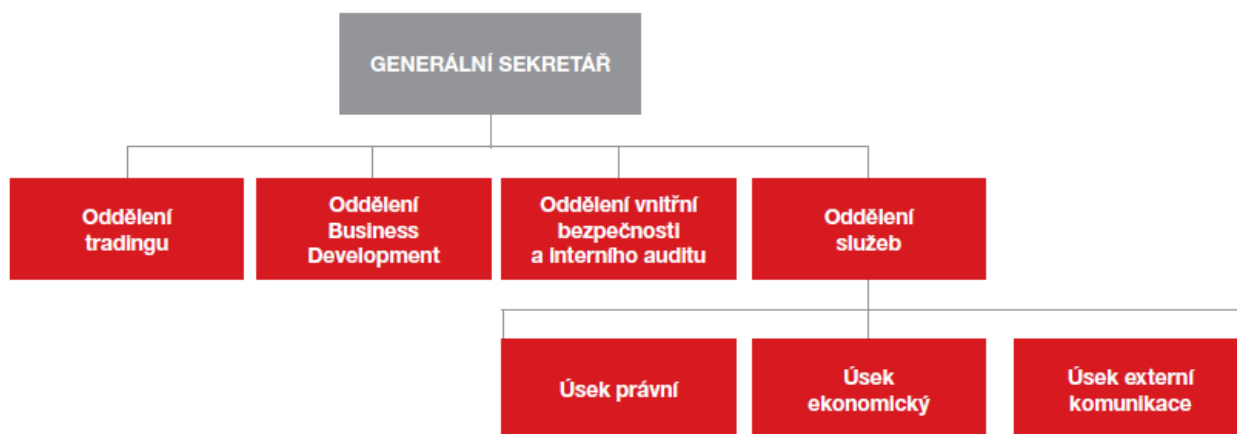 GENERÁLNÍ SEKRETÁŘ
Oddělení
tradingu
Oddělení
Business
Development
Oddělení vnitřní
bezpečnosti
a interního auditu
Oddělení
služeb
Úsek právní
Úsek
ekonomický
Úsek externí
komunikace